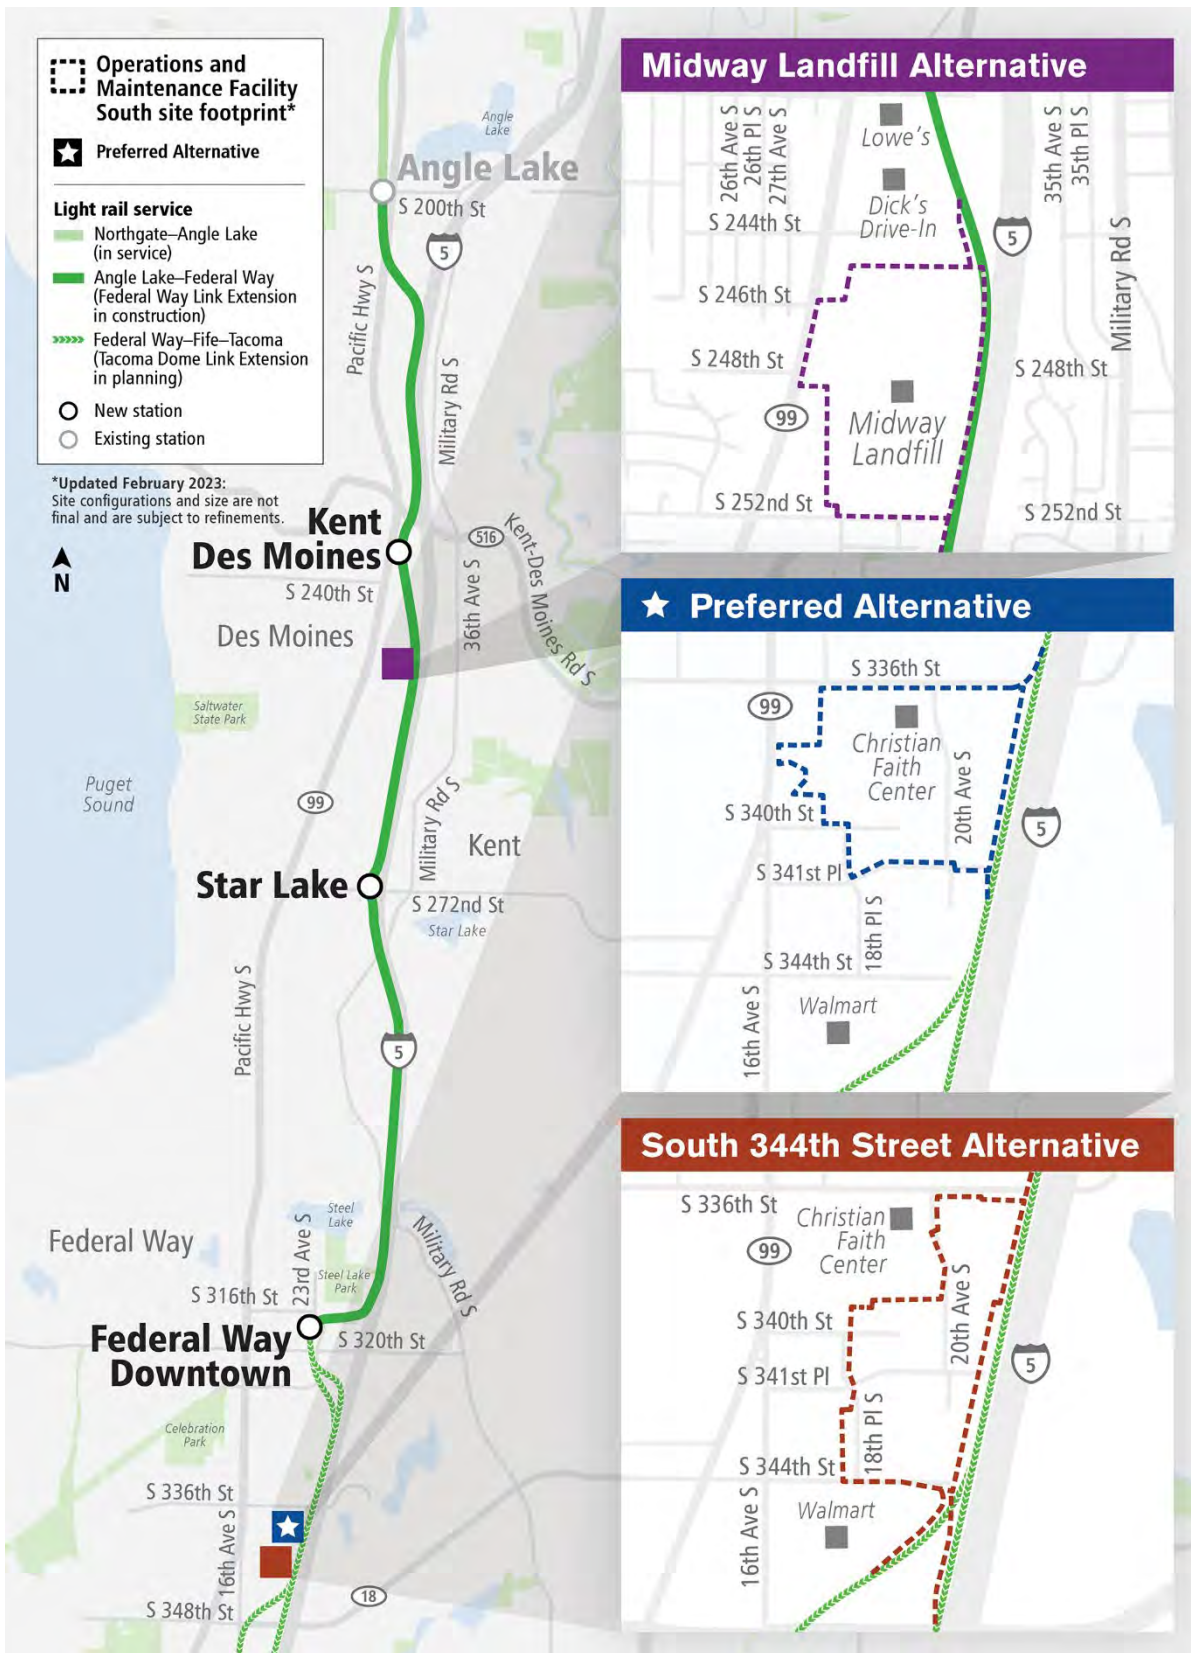 Operations and
Maintenance Facility
South site footprint*
Preferred Alternative
Light rail service
Northgate–Angle Lake
(in service)
Angle Lake–Federal Way
(Federal Way Link Extension
in construction)
Federal Way–Fife–Tacoma
(Tacoma Dome Link Extension
in planning)
New station
Existing station
*Updated February 2023:
Site configurations and size are not
final and are subject to refinements.
N
Angle
Lake
Angle Lake
S 200th St
5
Pacific Hwy S
Military Rd S
Kent
Des Moines
516
Kent-Des Moines Rd S
S 240th St
36th Ave S
Des Moines
Saltwater
State Park
Puget
Sound
99
Military Rd S
Kent
Star Lake
S 272nd St
Star Lake
Pacific Hwy S
5
Steel
Lake
23rd Ave S
Military Rd S
Federal Way
Steel Lake
Park
S 316th St
Federal Way
Downtown
S 320th St
Celebration
Park
S 336th St
16th Ave S
18
S 348th St
Midway Landfill Alternative
26th Ave S
26th Pl S
27th Ave S
Lowe's
35th Ave S
35th Pl S
Dick's
Drive-In
S 244th St
5
Military Rd S
S 246th St
S 248th St
S 248th St
99
Midway
Landfill
S 252nd St
S 252nd St
Preferred Alternative
S 336th St
99
Christian
Faith
Center
20th Ave S
S 340th St
5
S 341st Pl
18th Pl S
S 344th St
16th Ave S
Walmart
South 344th Street Alternative
S 336th St
Christian
Faith
Center
99
20th Ave S
S 340th St
5
S 341st Pl
18th Pl S
S 344th St
16th Ave S
Walmart